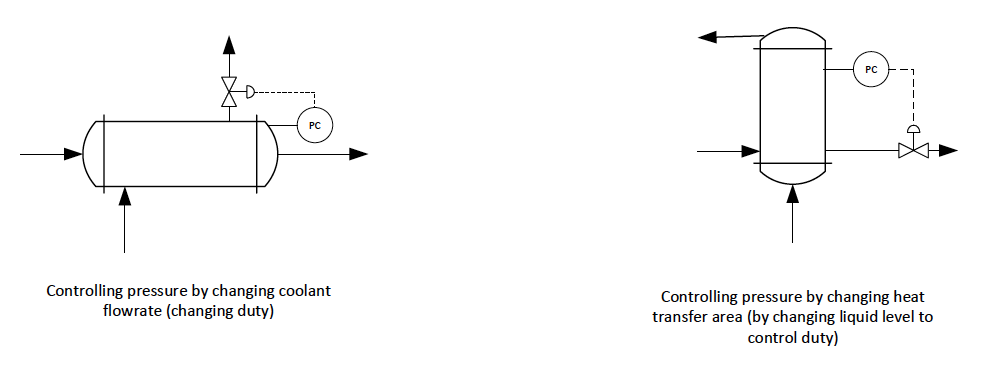 PC
PC
Controlling pressure by changing coolant
flowrate (changing duty)
Controlling pressure by changing heat
transfer area (by changing liquid level to
control duty)